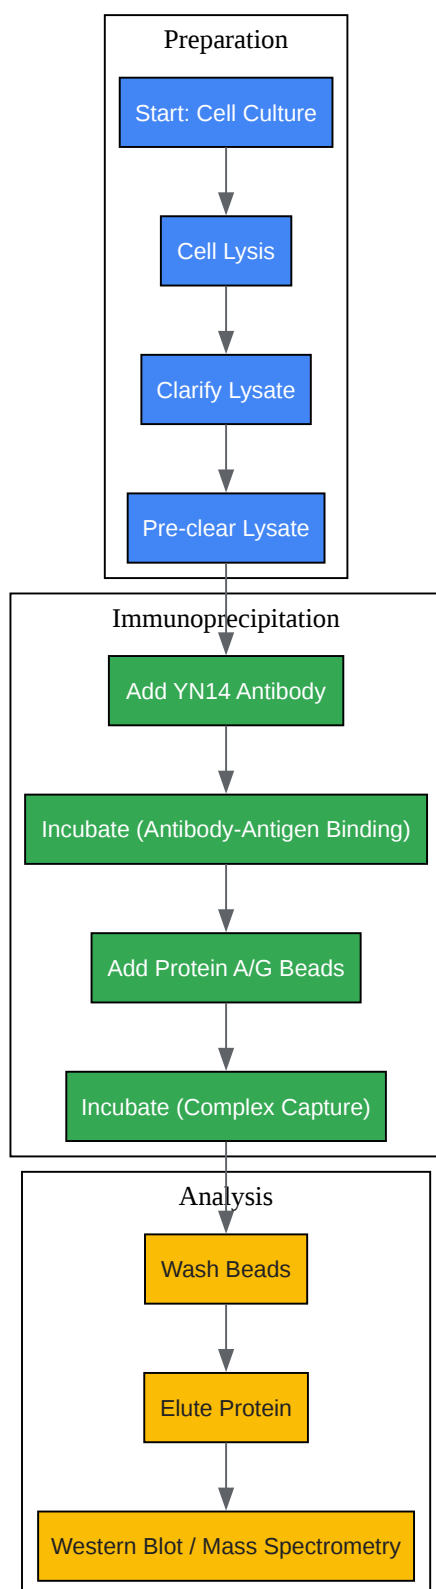 Preparation
Start: Cell Culture
Cell Lysis
Clarify Lysate
Pre-clear Lysate
Immunoprecipitation
Add YN14 Antibody
Incubate (Antibody-Antigen Binding)
Add Protein A/G Beads
Incubate (Complex Capture)
Analysis
Wash Beads
Elute Protein
Western Blot / Mass Spectrometry